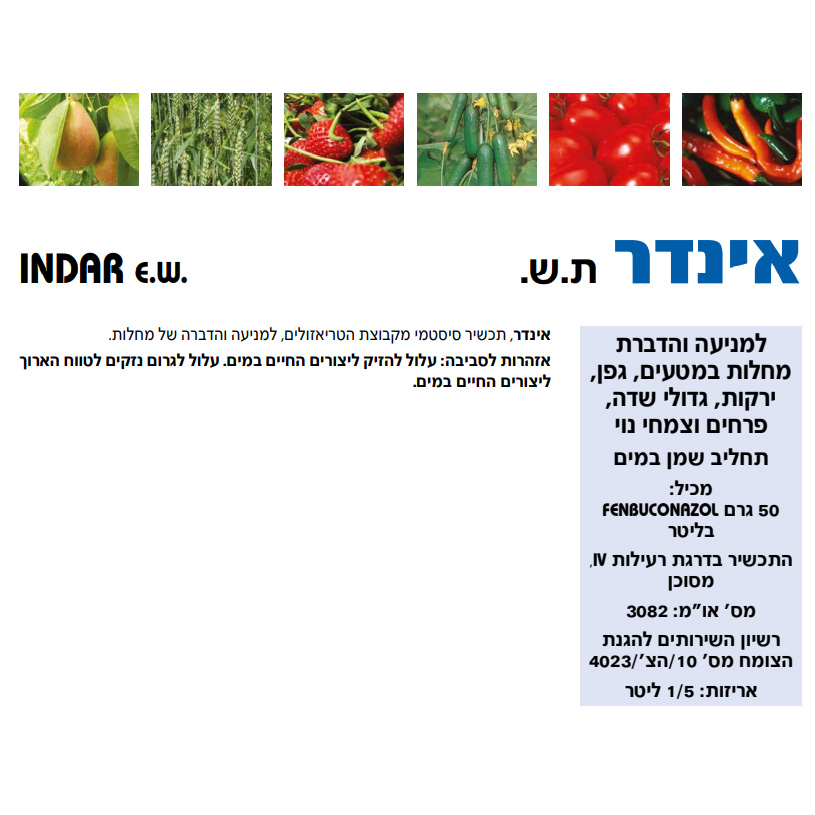 אינדר ת.ש.
INDAR E.W.
למניעה והדברת
מחלות במטעים, גפן,
ירקות, גדולי שדה,
פרחים וצמחי נוי
תחליב שמן במים
מכיל:
50 גרם FENBUCONAZOL
בליטר
התכשיר בדרגת רעילות IV,
מסוכן
מס׳ או״מ: 3082
רשיון השירותים להגנת
הצומח מס׳ 10/הצ׳/4023
אריזות: 1/5 ליטר
אינדר, תכשיר סיסטמי מקבוצת הטריאזולים, למניעה והדברה של מחלות.
אזהרות לסביבה: עלול להזיק ליצורים החיים במים. עלול לגרום נזקים לטווח הארוך
ליצורים החיים במים.